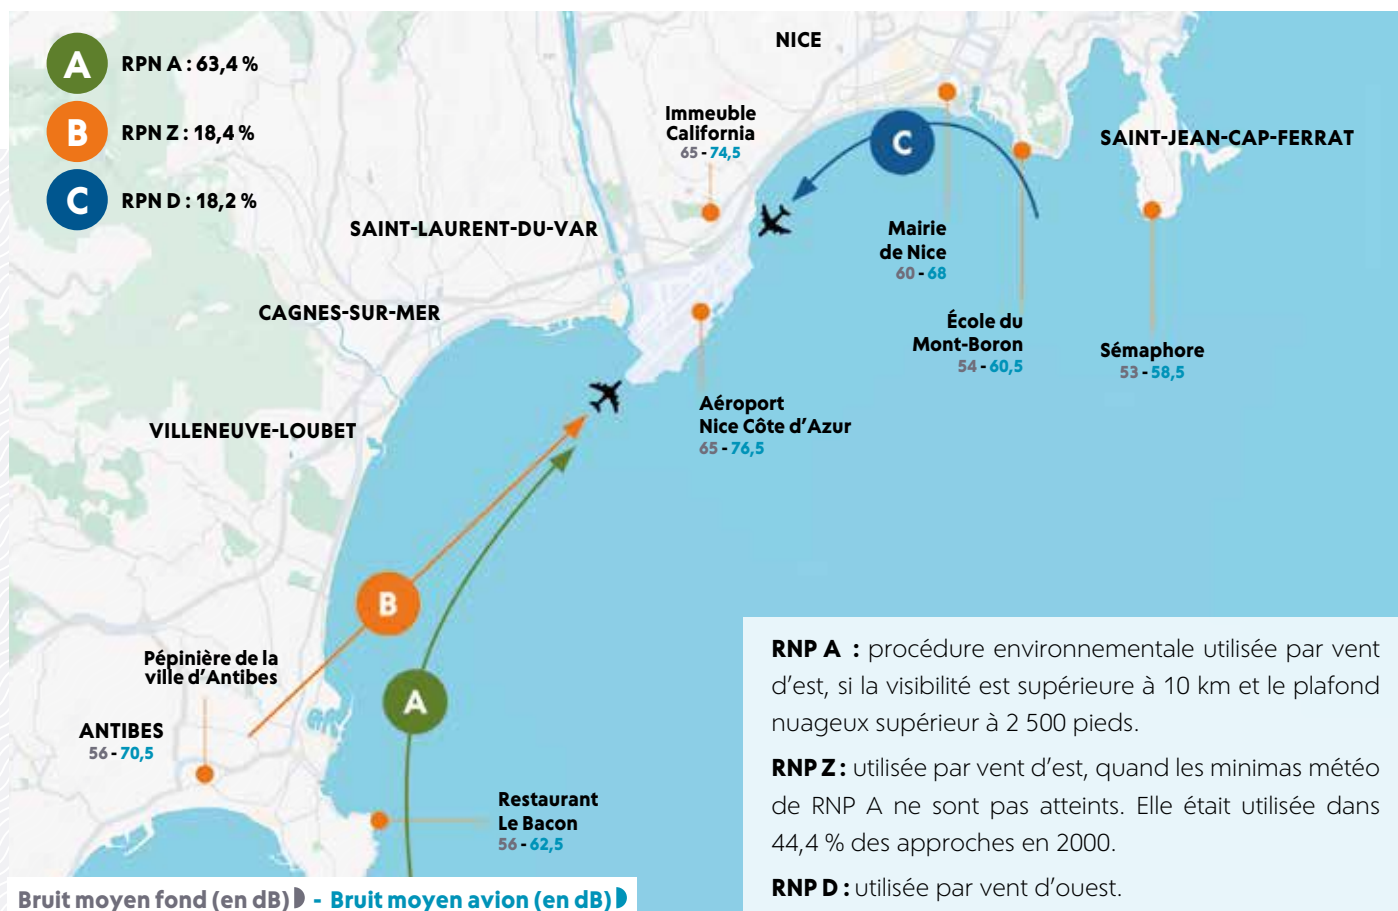 A
RPN A : 63,4 %
B
RPN Z : 18,4 %
C
RPN D : 18,2 %
NICE
Immeuble
California
65 - 74,5
C
SAINT-JEAN-CAP-FERRAT
SAINT-LAURENT-DU-VAR
Mairie
de Nice
60 - 68
CAGNES-SUR-MER
École du
Mont-Boron
54 - 60,5
Sémaphore
53 - 58,5
Aéroport
Nice Côte d'Azur
65 - 76,5
VILLENEUVE-LOUBET
B
Pépinière de la
ville d'Antibes
A
ANTIBES
56 - 70,5
Restaurant
Le Bacon
56 - 62,5
RNP A : procédure environnementale utilisée par vent
d'est, si la visibilité est supérieure à 10 km et le plafond
nuageux supérieur à 2 500 pieds.
RNP Z : utilisée par vent d'est, quand les minimas météo
de RNP A ne sont pas atteints. Elle était utilisée dans
44,4 % des approches en 2000.
RNP D : utilisée par vent d'ouest.
Bruit moyen fond (en dB) - Bruit moyen avion (en dB)